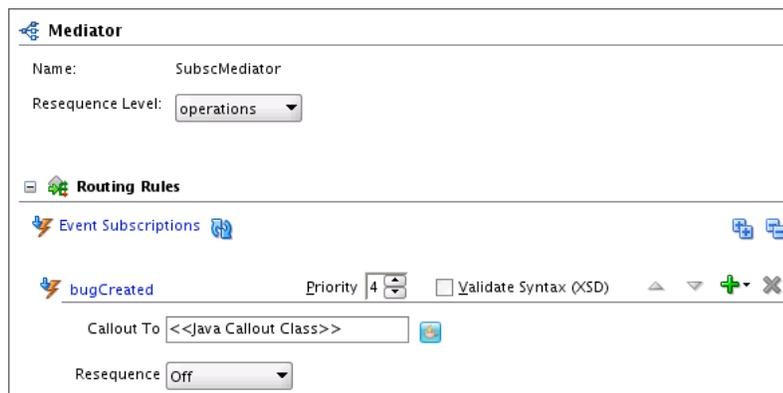 Mediator
Name: SubscMediator
Resequence Level: operations
Routing Rules
Event Subscriptions
bugCreated Priority 4 Validate Syntax (XSD)
Callout To <<Java Callout Class>>
Resequence Off